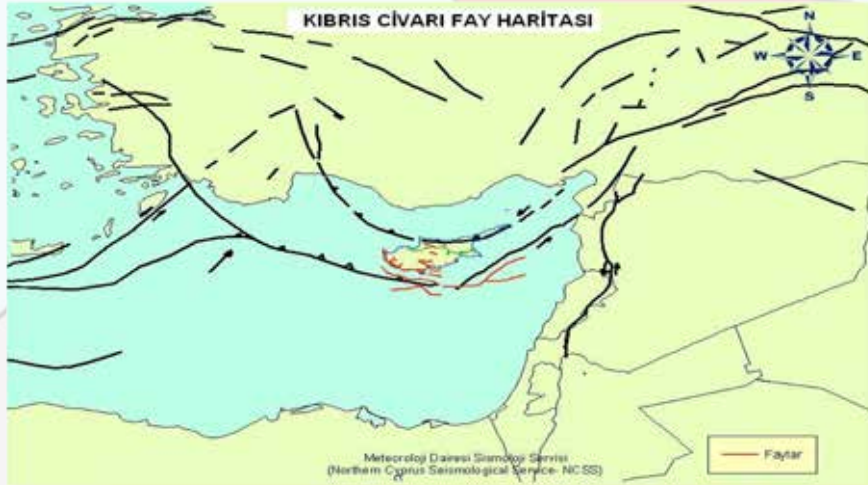 KIBRIS CİVARI FAY HARİTASI
N
W
E
S
Meteoroloji Dairesi Sismoloji Servisi
(Northern Cyprus Seismological Service- NCSS)
Faylar